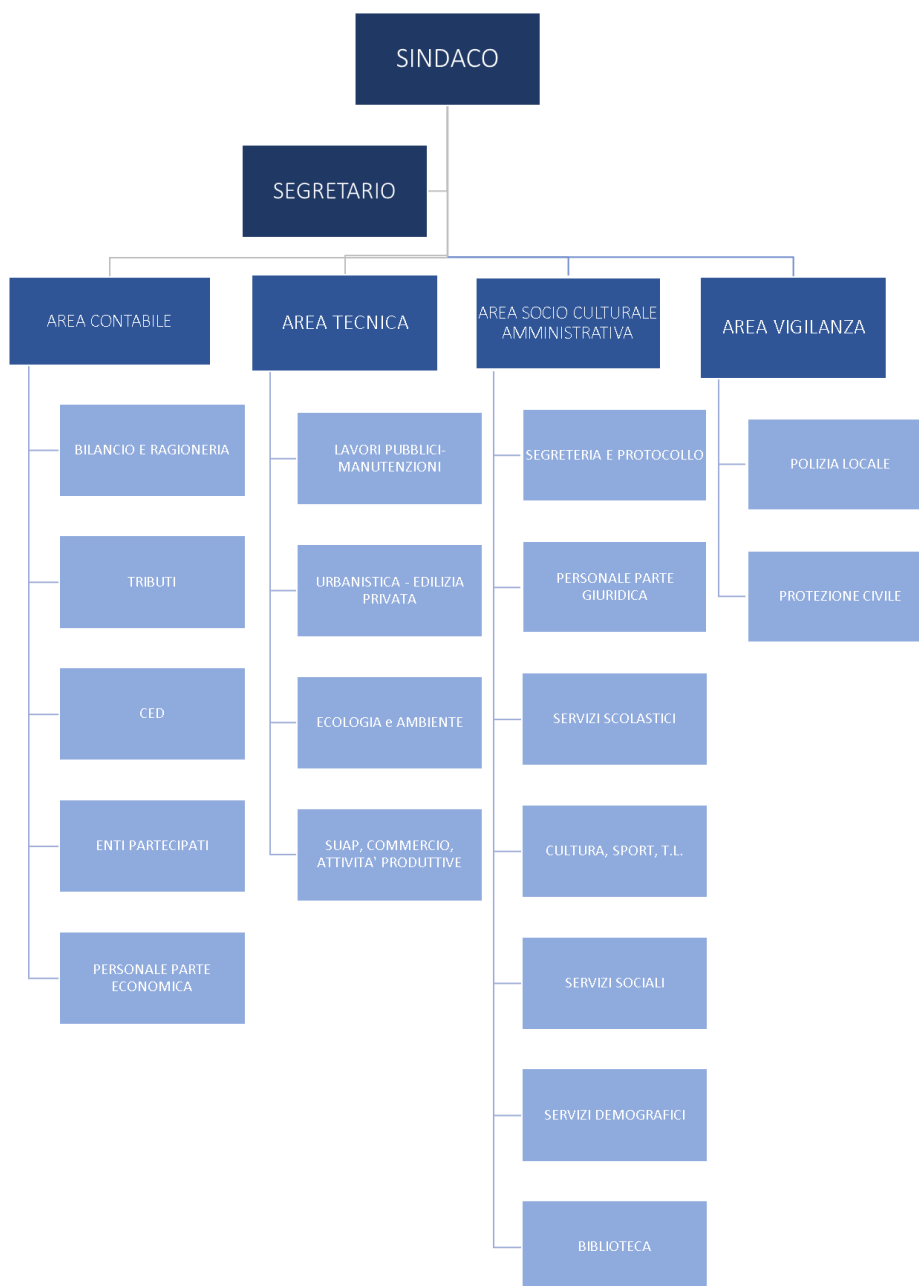 SINDACO
SEGRETARIO
AREA CONTABILE
BILANCIO E RAGIONERIA
TRIBUTI
CED
ENTI PARTECIPATI
PERSONALE PARTE
ECONOMICA
AREA TECNICA
LAVORI PUBBLICI-
MANUTENZIONI
URBANISTICA - EDILIZIA
PRIVATA
ECOLOGIA e AMBIENTE
SUAP, COMMERCIO,
ATTIVITA' PRODUTTIVE
AREA SOCIO CULTURALE
AMMINISTRATIVA
SEGRETERIA E PROTOCOLLO
PERSONALE PARTE
GIURIDICA
SERVIZI SCOLASTICI
CULTURA, SPORT, T.L.
SERVIZI SOCIALI
SERVIZI DEMOGRAFICI
BIBLIOTECA
AREA VIGILANZA
POLIZIA LOCALE
PROTEZIONE CIVILE